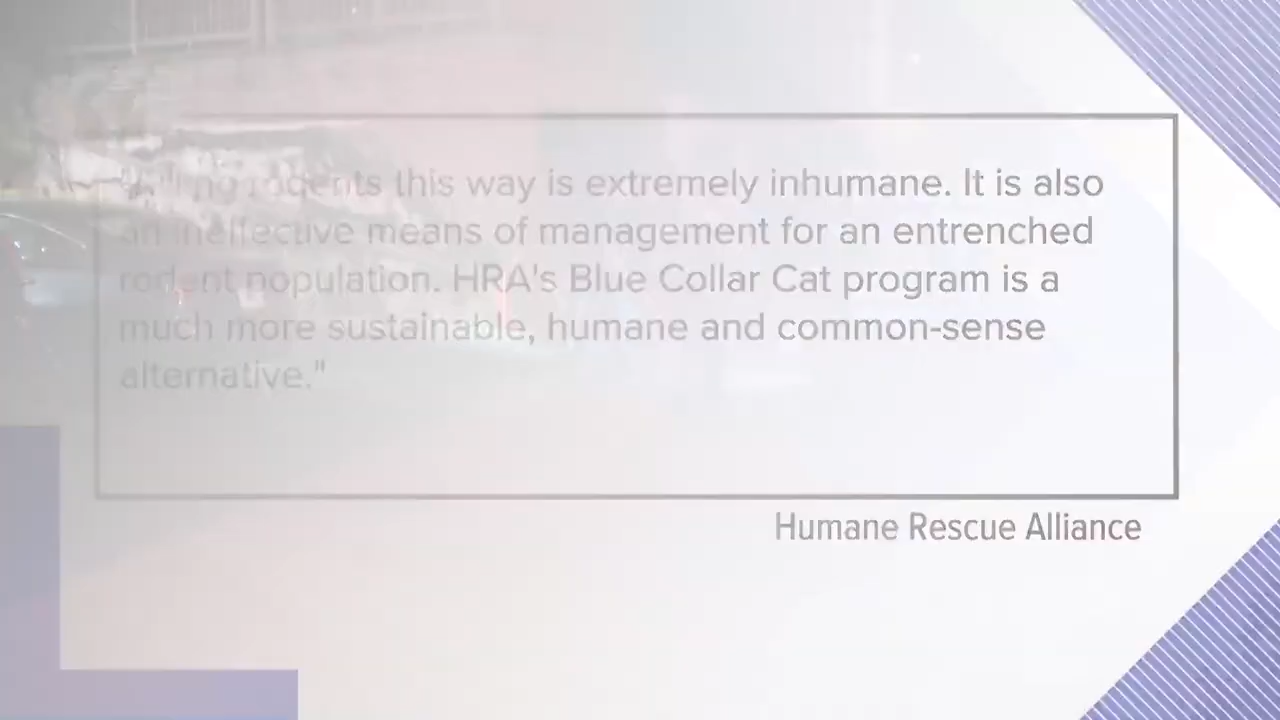 rodents this way is extremely inhumane. It is also
an ineffective means of management for an entrenched
rodent population. HRA's Blue Collar Cat program is a
much more sustainable, humane and common-sense
alternative."
Humane Rescue Alliance